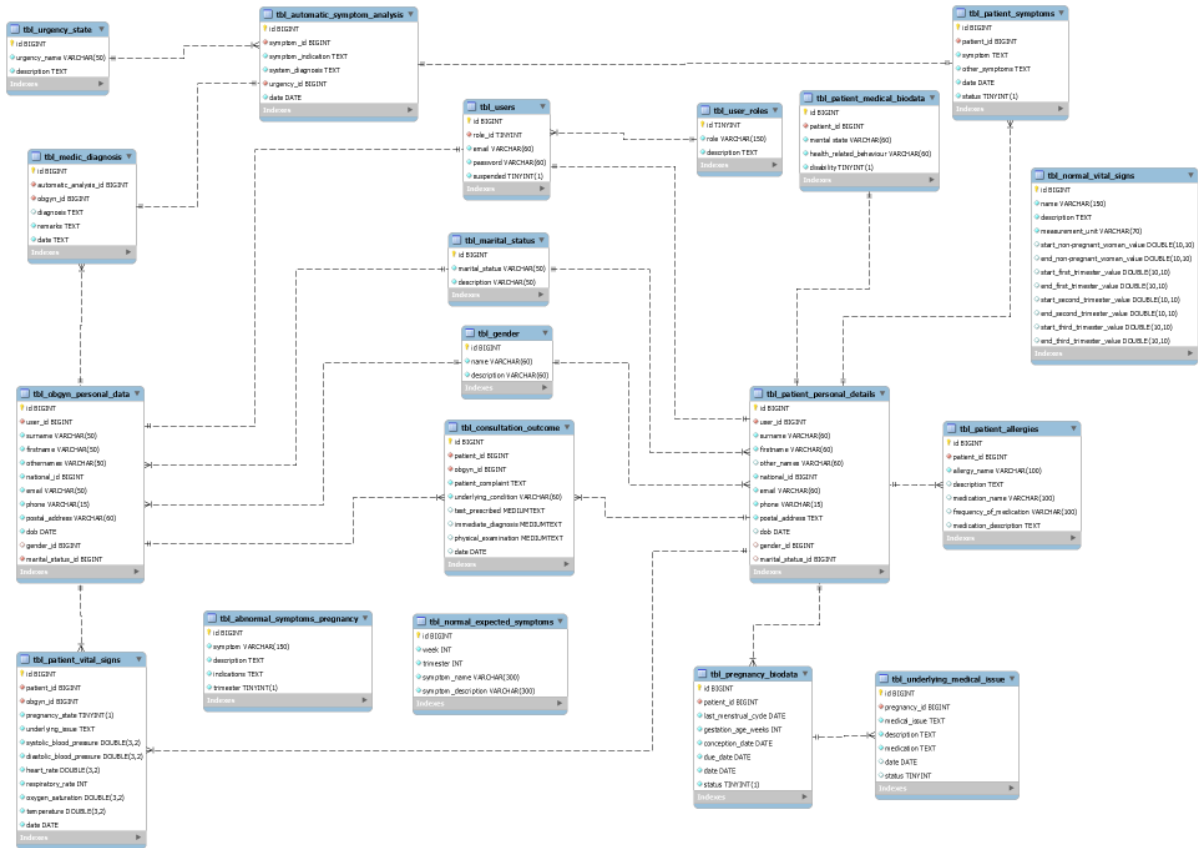 tbl_urgency_state
id BIGINT
urgency_name VARCHAR(50)
description TEXT
Indexes
tbl_automatic_symptom_analysis
id BIGINT
symptom_id BIGINT
symptom_indication TEXT
system_diagnosis TEXT
urgency_id BIGINT
date DATE
Indexes
tbl_patient_symptoms
id BIGINT
patient_id BIGINT
symptom TEXT
other_symptoms TEXT
date DATE
status TINYINT(1)
Indexes
tbl_users
id BIGINT
role_id TINYINT
email VARCHAR(60)
password VARCHAR(60)
suspended TINYINT(1)
Indexes
tbl_user_roles
id TINYINT
role VARCHAR(150)
description TEXT
Indexes
tbl_patient_medical_biodata
id BIGINT
patient_id BIGINT
mental state VARCHAR(60)
health_related_behaviour VARCHAR(60)
disability TINYINT(1)
Indexes
tbl_medic_diagnosis
id BIGINT
automatic_analysis_id BIGINT
obgyn_id BIGINT
diagnosis TEXT
remarks TEXT
date TEXT
Indexes
tbl_normal_vital_signs
id BIGINT
name VARCHAR(150)
description TEXT
measurement_unit VARCHAR(70)
start_non-pregnant_woman_value DOUBLE(10,10)
end_non-pregnant_woman_value DOUBLE(10,10)
start_first_trimester_value DOUBLE(10,10)
end_first_trimester_value DOUBLE(10,10)
start_second_trimester_value DOUBLE(10,10)
end_second_trimester_value DOUBLE(10,10)
start_third_trimester_value DOUBLE(10,10)
end_third_trimester_value DOUBLE(10,10)
Indexes
tbl_marital_status
id BIGINT
marital_status VARCHAR(50)
description VARCHAR(50)
Indexes
tbl_gender
id BIGINT
name VARCHAR(60)
description VARCHAR(60)
Indexes
tbl_obgyn_personal_data
id BIGINT
user_id BIGINT
surname VARCHAR(50)
firstname VARCHAR(50)
othernames VARCHAR(50)
national_id BIGINT
email VARCHAR(50)
phone VARCHAR(15)
postal_address VARCHAR(60)
dob DATE
gender_id BIGINT
marital_status_id BIGINT
Indexes
tbl_consultation_outcome
id BIGINT
patient_id BIGINT
obgyn_id BIGINT
patient_complaint TEXT
underlying_condition VARCHAR(60)
test_prescribed MEDIUMTEXT
immediate_diagnosis MEDIUMTEXT
physical_examination MEDIUMTEXT
date DATE
Indexes
tbl_patient_personal_details
id BIGINT
user_id BIGINT
surname VARCHAR(60)
firstname VARCHAR(60)
other_names VARCHAR(60)
national_id BIGINT
email VARCHAR(60)
phone VARCHAR(15)
postal_address TEXT
dob DATE
gender_id BIGINT
marital_status_id BIGINT
Indexes
tbl_patient_allergies
id BIGINT
patient_id BIGINT
allergy_name VARCHAR(100)
description TEXT
medication_name VARCHAR(100)
frequency_of_medication VARCHAR(100)
medication_description TEXT
Indexes
tbl_abnormal_symptoms_pregnancy
id BIGINT
symptom VARCHAR(150)
description TEXT
indications TEXT
trimester TINYINT(1)
Indexes
tbl_normal_expected_symptoms
id BIGINT
week INT
trimester INT
symptom_name VARCHAR(300)
symptom_description VARCHAR(300)
Indexes
tbl_patient_vital_signs
id BIGINT
patient_id BIGINT
obgyn_id BIGINT
pregnancy_state TINYINT(1)
underlying_issue TEXT
systolic_blood_pressure DOUBLE(3,2)
diastolic_blood_pressure DOUBLE(3,2)
heart_rate DOUBLE(3,2)
respiratory_rate INT
oxygen_saturation DOUBLE(3,2)
temperature DOUBLE(3,2)
date DATE
Indexes
tbl_pregnancy_biodata
id BIGINT
patient_id BIGINT
last_menstrual_cycle DATE
gestation_age_weeks INT
conception_date DATE
due_date DATE
date DATE
status TINYINT(1)
Indexes
tbl_underlying_medical_issue
id BIGINT
pregnancy_id BIGINT
medical_issue TEXT
description TEXT
medication TEXT
date DATE
status TINYINT
Indexes